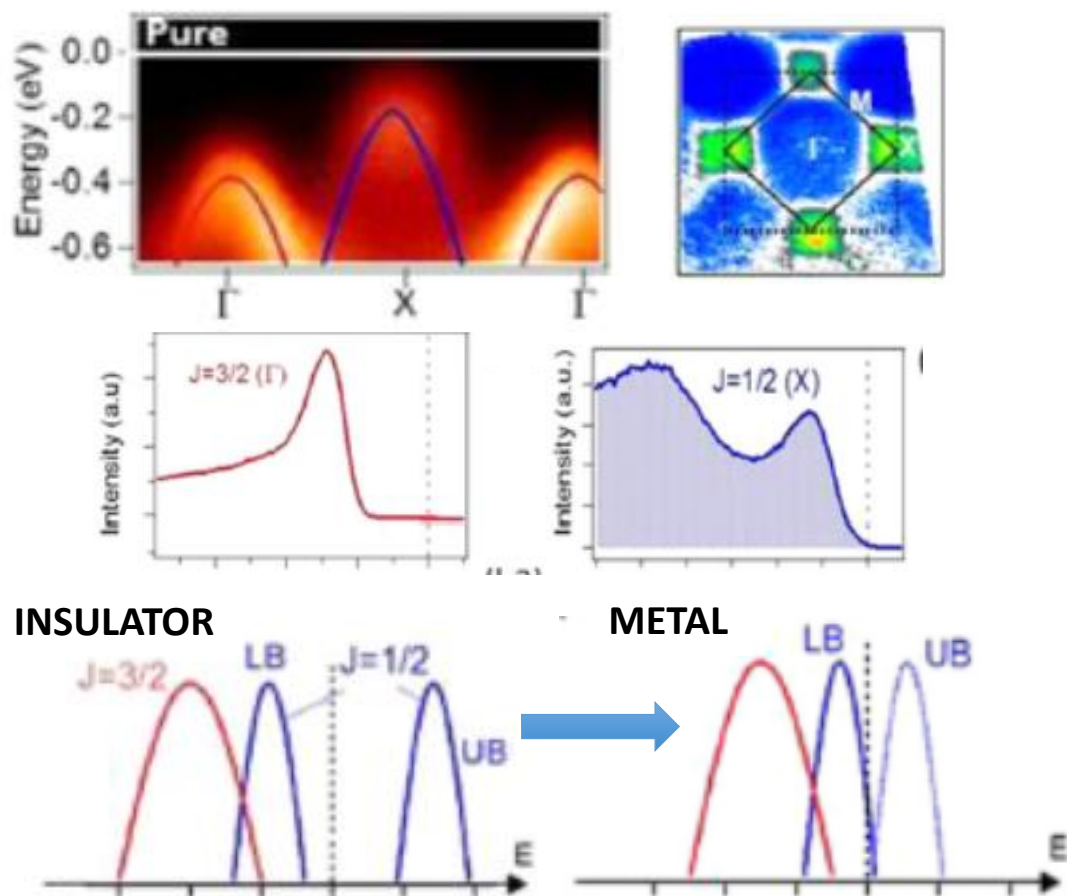 Pure
Energy (eV)
0.0
-0.2
-0.4
-0.6
Γ
X
Γ
M
Γ
X
Intensity (a.u)
J=3/2 (Γ)
Intensity (a.u.)
J=1/2 (X)
INSULATOR
J=3/2
LB
J=1/2
UB
METAL
LB
UB